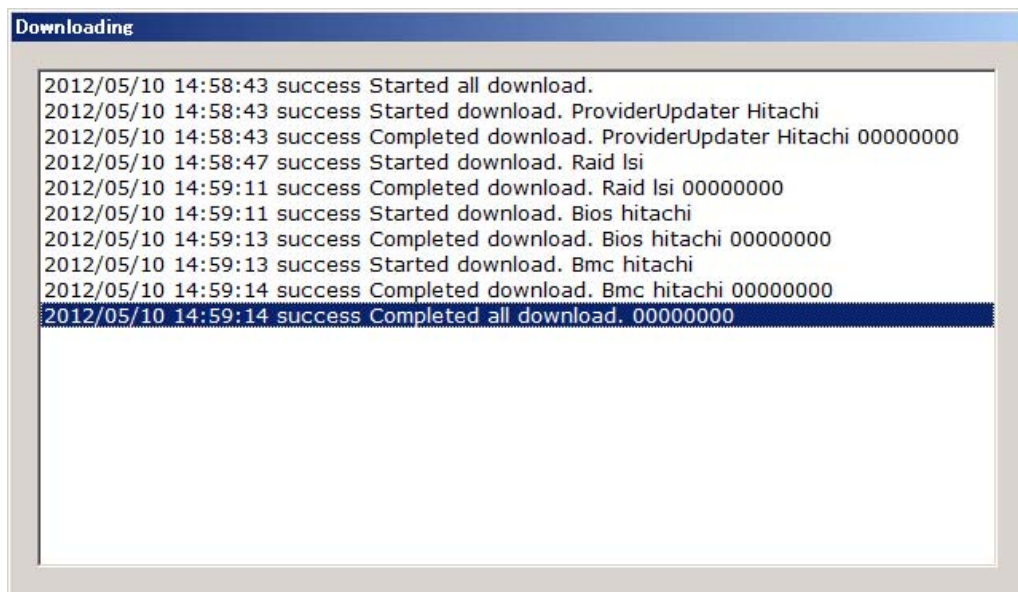 Downloading
2012/05/10 14:58:43 success Started all download.
2012/05/10 14:58:43 success Started download. ProviderUpdater Hitachi
2012/05/10 14:58:43 success Completed download. ProviderUpdater Hitachi 00000000
2012/05/10 14:58:47 success Started download. Raid lsi
2012/05/10 14:59:11 success Completed download. Raid lsi 00000000
2012/05/10 14:59:11 success Started download. Bios hitachi
2012/05/10 14:59:13 success Completed download. Bios hitachi 00000000
2012/05/10 14:59:13 success Started download. Bmc hitachi
2012/05/10 14:59:14 success Completed download. Bmc hitachi 00000000
2012/05/10 14:59:14 success Completed all download. 00000000